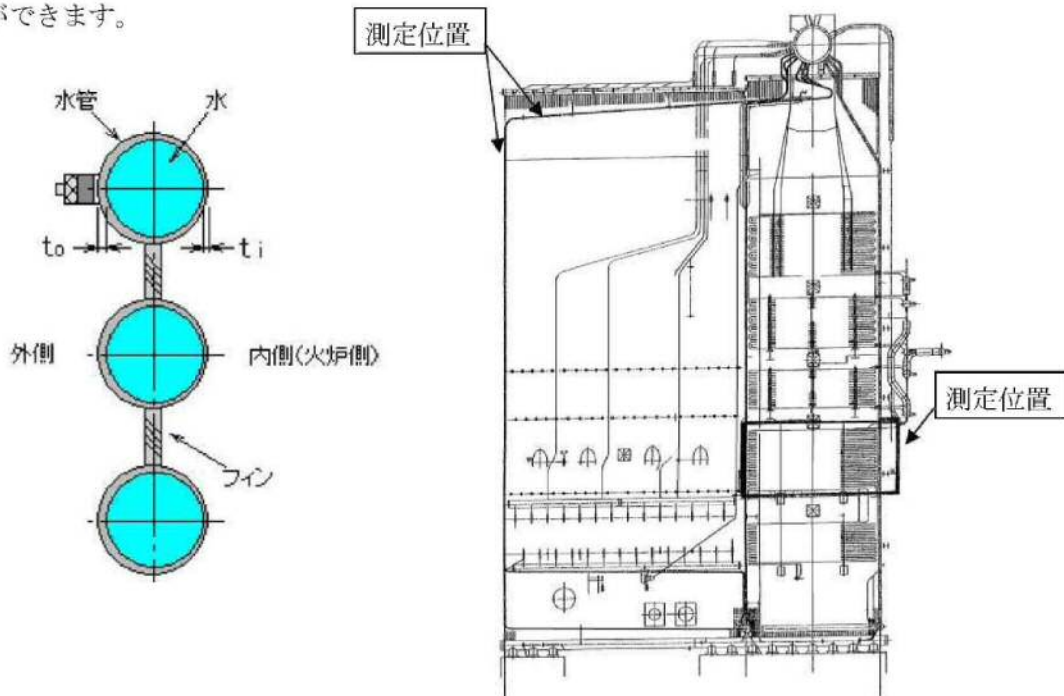 ができます。
測定位置
水管
水
to
ti
外側
内側(火炉側)
フィン
測定位置